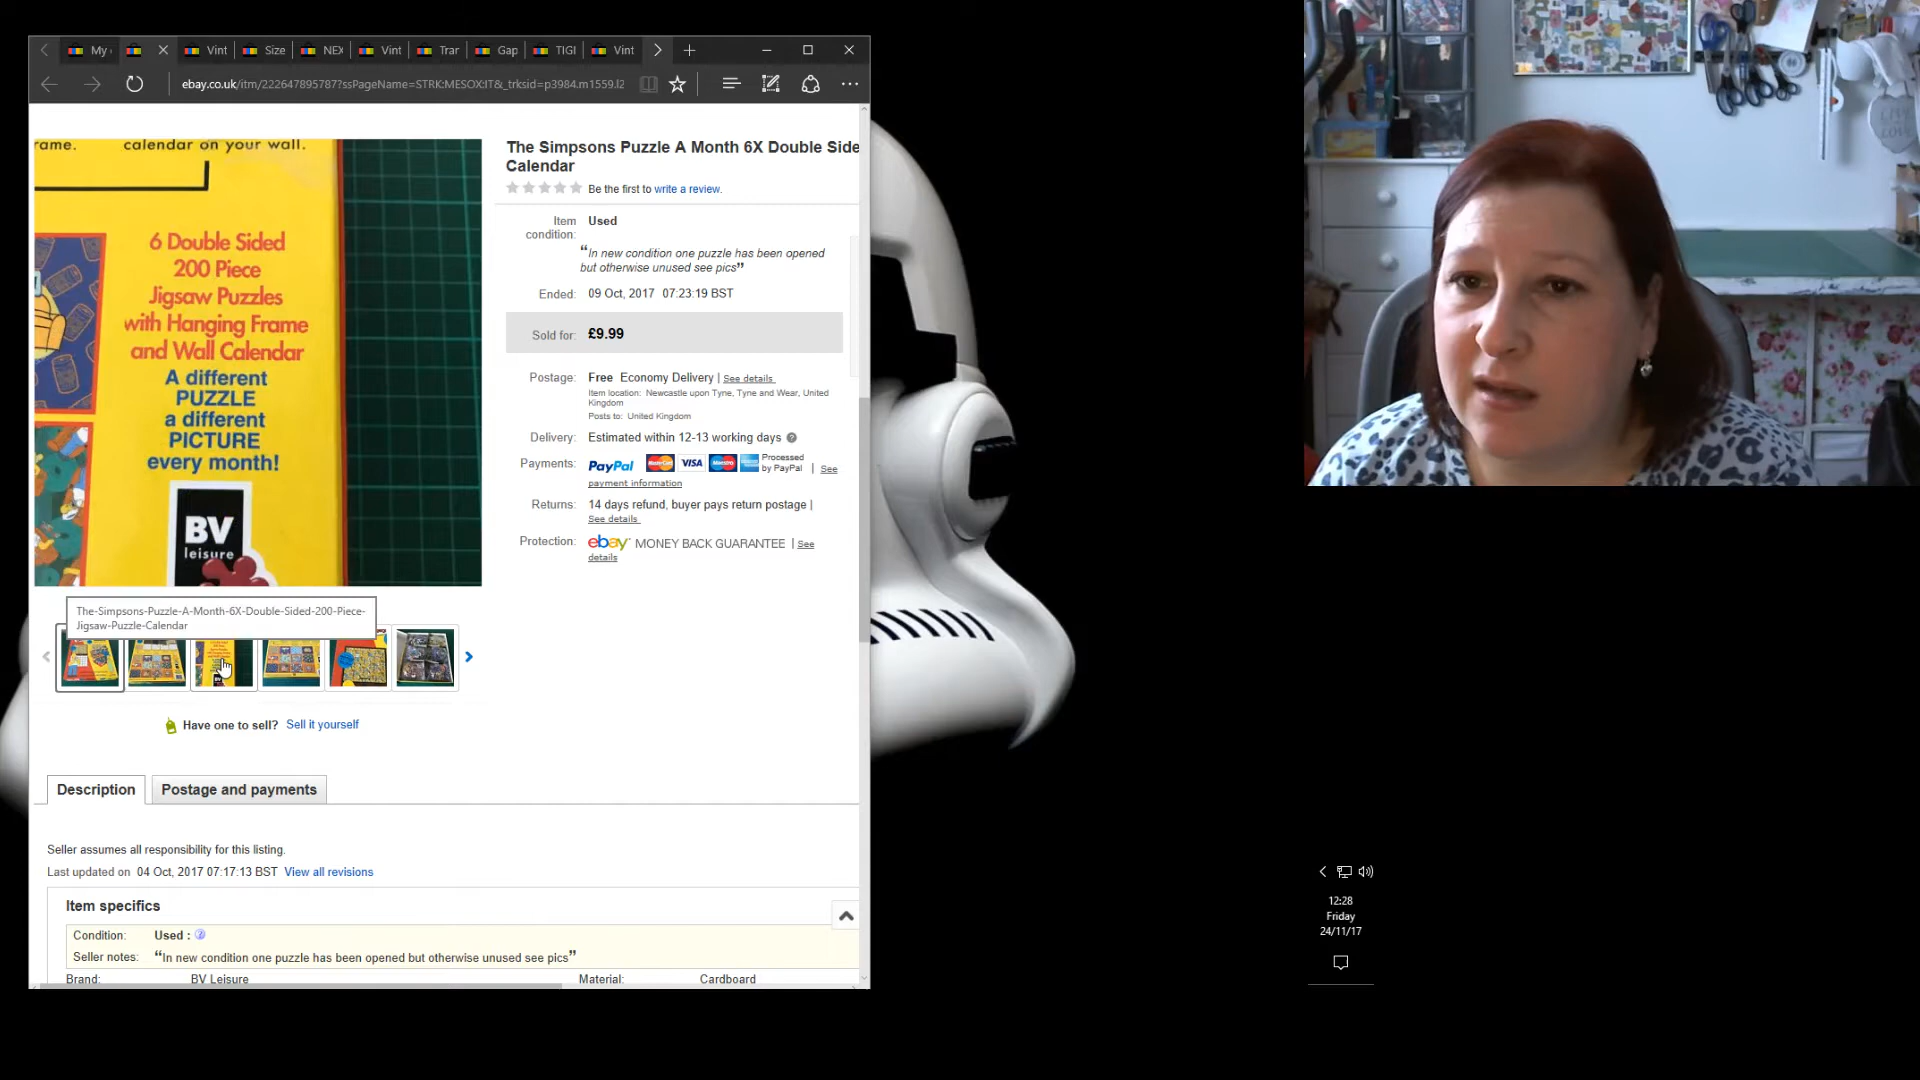 My
Vint
Size
NEX
Vint
Trar
Gap
TIGI
Vint
ebay.co.uk/itm/222647895787?ssPageName=STRK:MESOX:IT&_trksid=p3984.m1559.l2
rame. calendar on your wall.
6 Double Sided
200 Piece
Jigsaw Puzzles
with Hanging Frame
and Wall Calendar
A different
PUZZLE
a different
PICTURE
every month!
BV
leisure
The-Simpsons-Puzzle-A-Month-6X-Double-Sided-200-Piece-
Jigsaw-Puzzle-Calendar
Have one to sell? Sell it yourself
The Simpsons Puzzle A Month 6X Double Side
Calendar
Be the first to write a review.
Item condition: Used
“In new condition one puzzle has been opened
but otherwise unused see pics”
Ended: 09 Oct, 2017 07:23:19 BST
Sold for: £9.99
Postage: Free Economy Delivery | See details
Item location: Newcastle upon Tyne, Tyne and Wear, United
Kingdom
Posts to: United Kingdom
Delivery: Estimated within 12-13 working days
Payments: PayPal MasterCard VISA Maestro Processed by PayPal | See
payment information
Returns: 14 days refund, buyer pays return postage |
See details
Protection: ebay MONEY BACK GUARANTEE | See
details
Description
Postage and payments
Seller assumes all responsibility for this listing.
Last updated on 04 Oct, 2017 07:17:13 BST View all revisions
Item specifics
Condition: Used :
Seller notes: “In new condition one puzzle has been opened but otherwise unused see pics”
Brand: BV Leisure Material: Cardboard
12:28
Friday
24/11/17